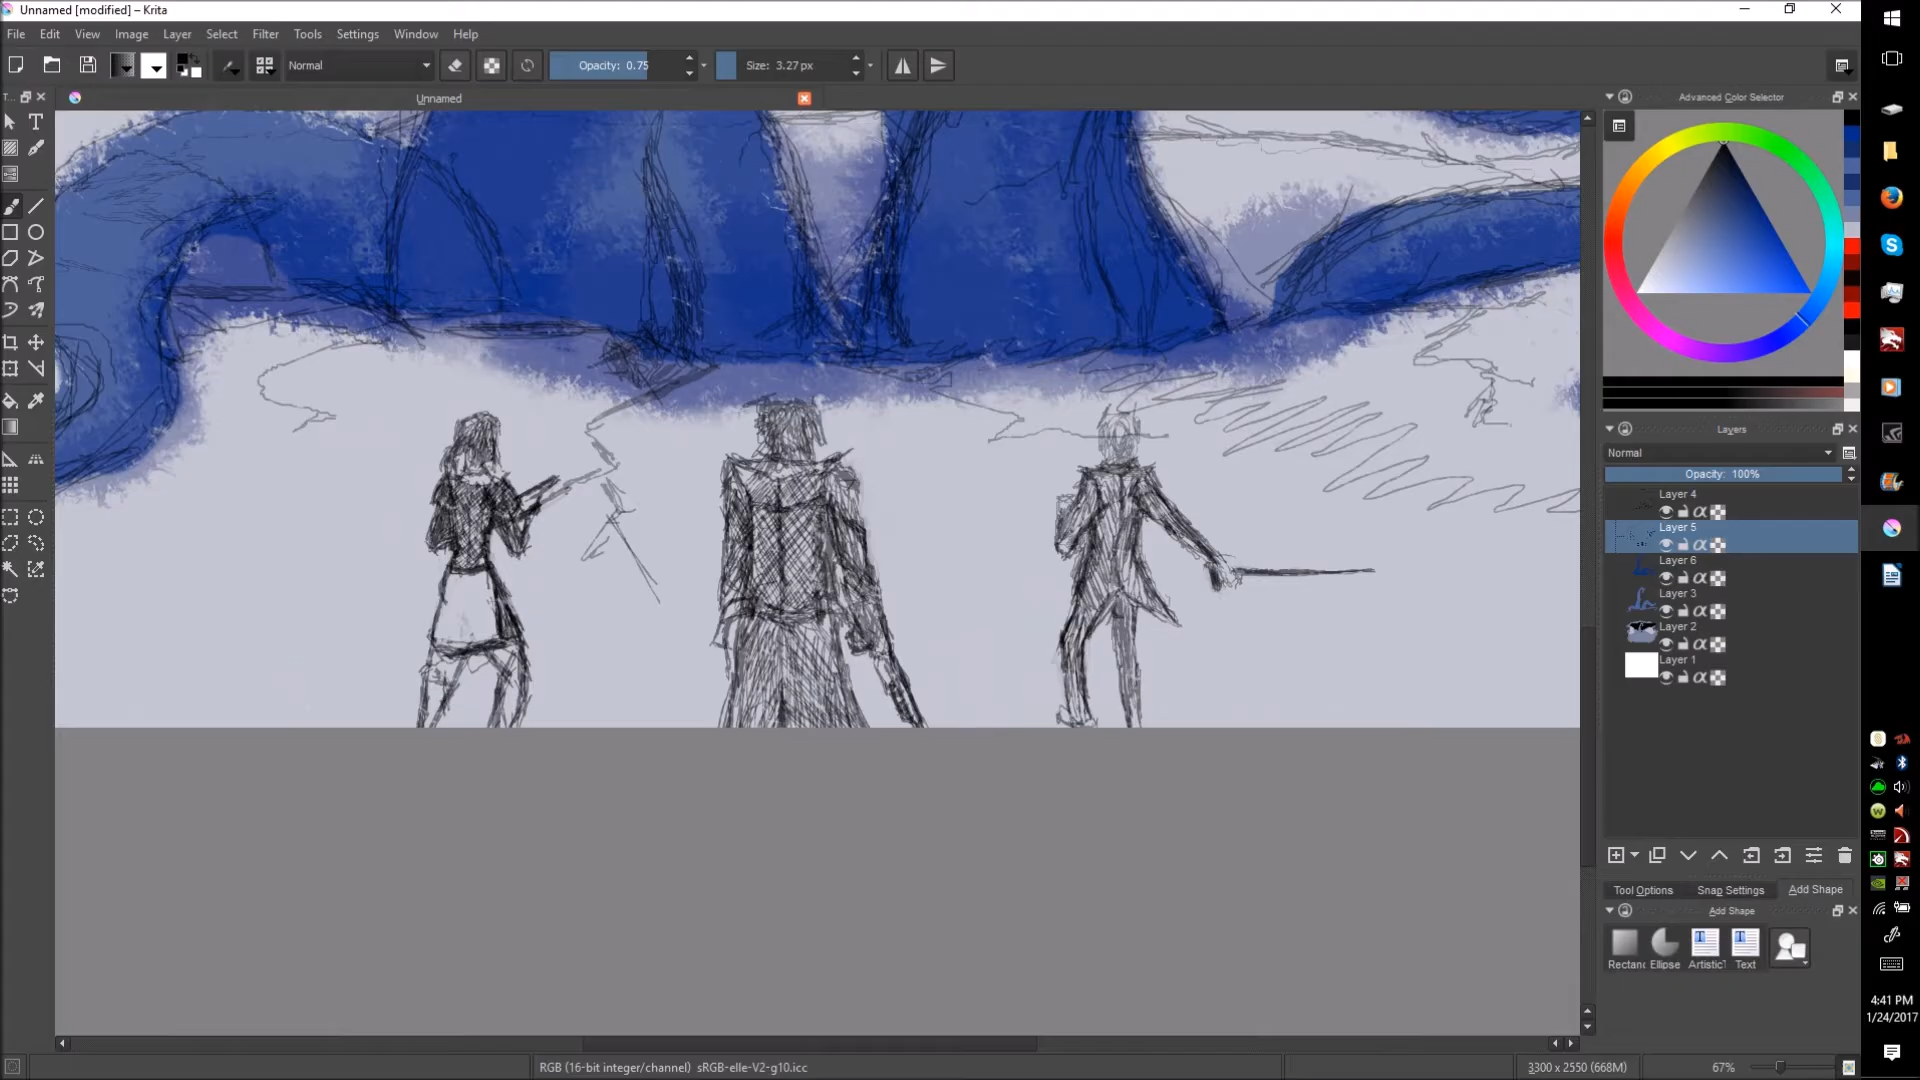 Unnamed [modified] – Krita
File Edit View Image Layer Select Filter Tools Settings Window Help
Normal Opacity: 0.75 Size: 3.27 px
T... Unnamed Advanced Color Selector
Layers
Normal
Opacity: 100%
Layer 4
Layer 5
Layer 6
Layer 3
Layer 2
Layer 1
Tool Options Snap Settings Add Shape
Add Shape
Rectan Ellipse Artistic Text
4:41 PM
1/24/2017
RGB (16-bit integer/channel) sRGB-elle-V2-g10.icc 3300 x 2550 (668M) 67%